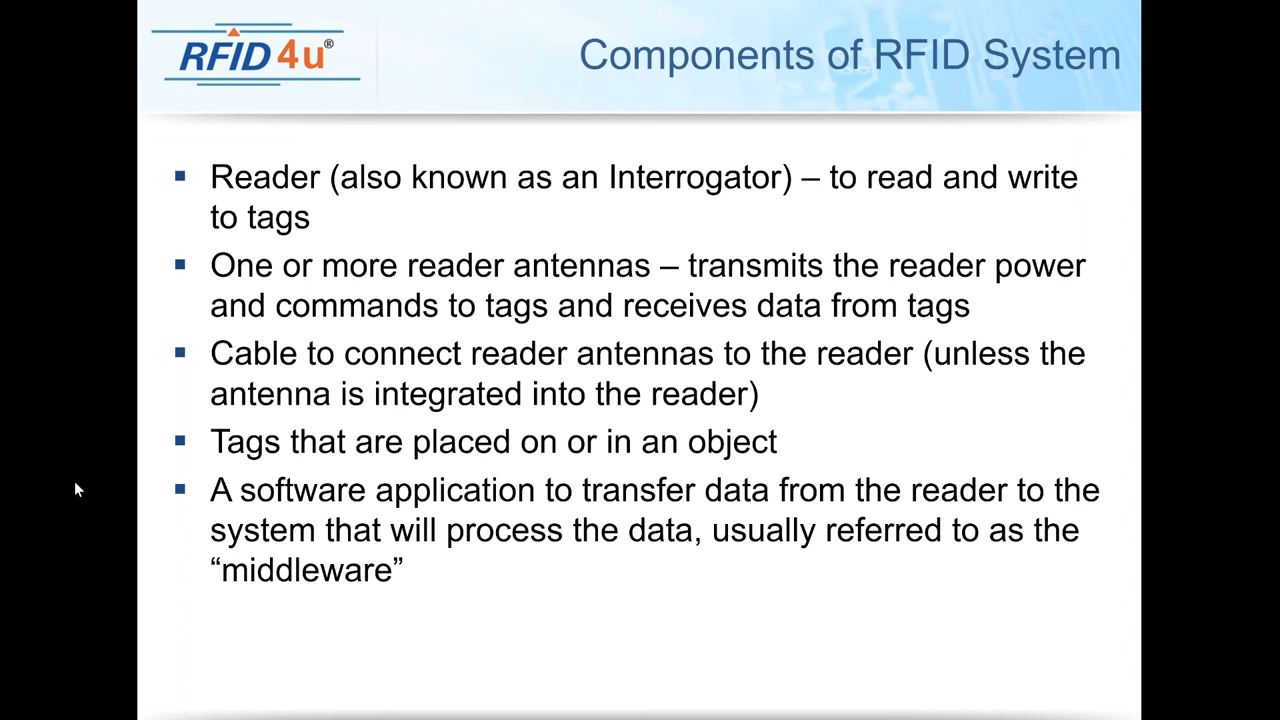 RFID4u®
Components of RFID System
▪ Reader (also known as an Interrogator) – to read and write
to tags
▪ One or more reader antennas – transmits the reader power
and commands to tags and receives data from tags
▪ Cable to connect reader antennas to the reader (unless the
antenna is integrated into the reader)
▪ Tags that are placed on or in an object
▪ A software application to transfer data from the reader to the
system that will process the data, usually referred to as the
“middleware”